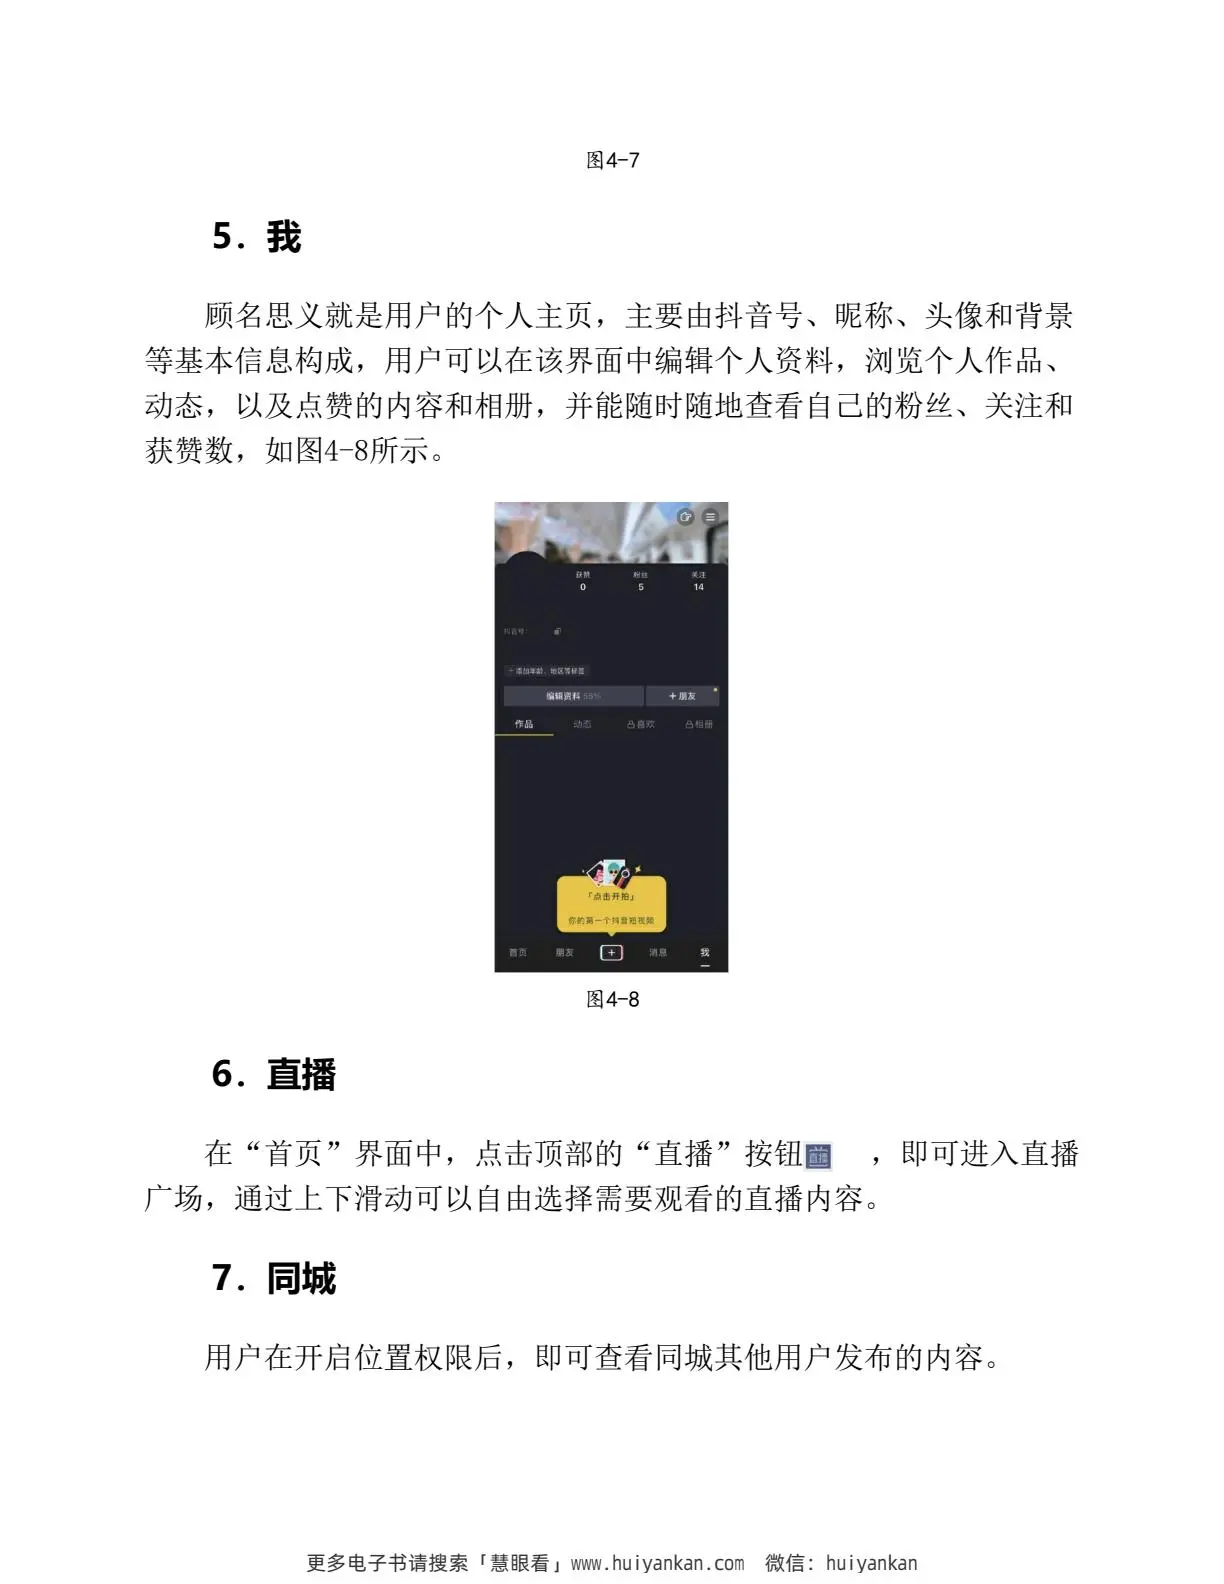 图4-7
5. 我
顾名思义就是用户的个人主页，主要由抖音号、昵称、头像和背景
等基本信息构成，用户可以在该界面中编辑个人资料，浏览个人作品、
动态，以及点赞的内容和相册，并能随时随地查看自己的粉丝、关注和
获赞数，如图4-8所示。
获赞 粉丝 关注
0 5 14
抖音号:
+ 添加年龄、地区等标签
编辑资料 55% +朋友
作品 动态 喜欢 相册
「点击开拍」
你的第一个抖音短视频
首页 朋友 + 消息 我
图4-8
6. 直播
在“首页”界面中，点击顶部的“直播”按钮直播，即可进入直播
广场，通过上下滑动可以自由选择需要观看的直播内容。
7. 同城
用户在开启位置权限后，即可查看同城其他用户发布的内容。
更多电子书请搜索「慧眼看」www.huiyankan.com 微信：huiyankan